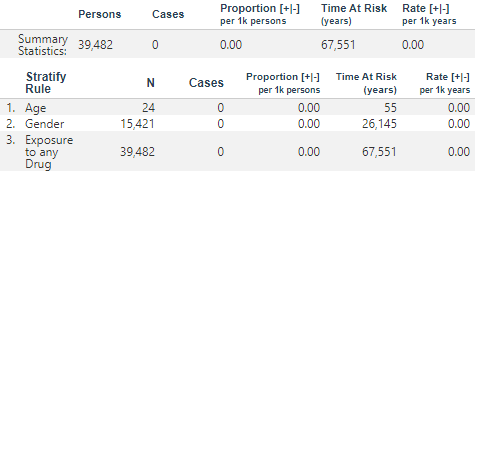 Persons Cases Proportion [+|-] Time At Risk Rate [+|-]
per 1k persons (years) per 1k years
Summary Statistics: 39,482 0 0.00 67,551 0.00
Stratify Rule N Cases Proportion [+|-] Time At Risk Rate [+|-]
per 1k persons (years) per 1k years
1. Age 24 0 0.00 55 0.00
2. Gender 15,421 0 0.00 26,145 0.00
3. Exposure
to any 39,482 0 0.00 67,551 0.00
Drug